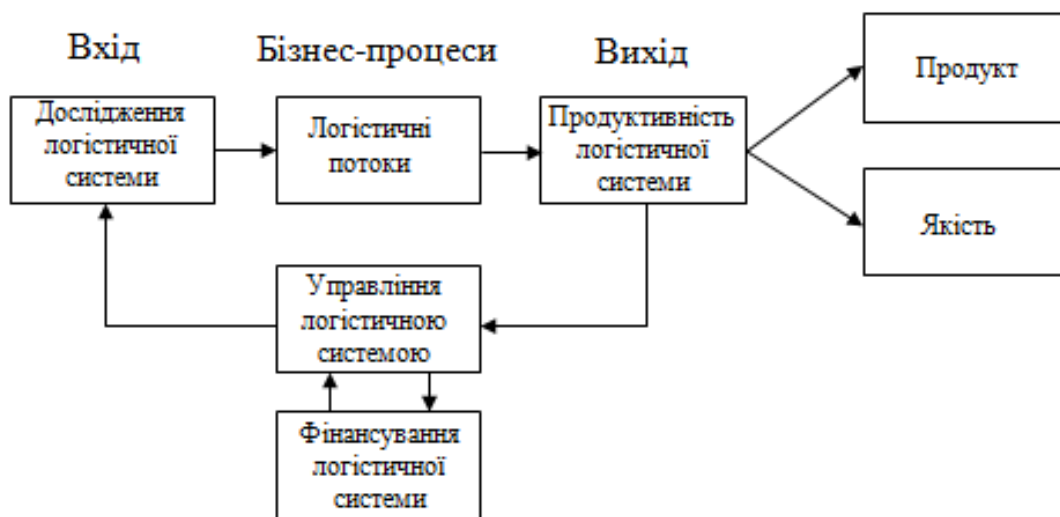 Вхід
Бізнес-процеси
Вихід
Продукт
Дослідження
логістичної
системи
Логістичні
потоки
Продуктивність
логістичної
системи
Якість
Управління
логістичною
системою
Фінансування
логістичної
системи